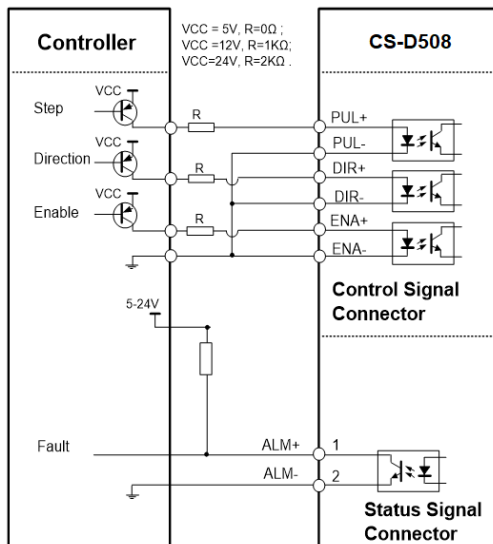 Controller
VCC = 5V, R=0Ω ;
VCC =12V, R=1KΩ;
VCC=24V, R=2KΩ .
CS-D508
Step
VCC
R
PUL+
PUL-
Direction
VCC
R
DIR+
DIR-
Enable
VCC
R
ENA+
ENA-
Control Signal
Connector
5-24V
Fault
ALM+
1
ALM-
2
Status Signal
Connector